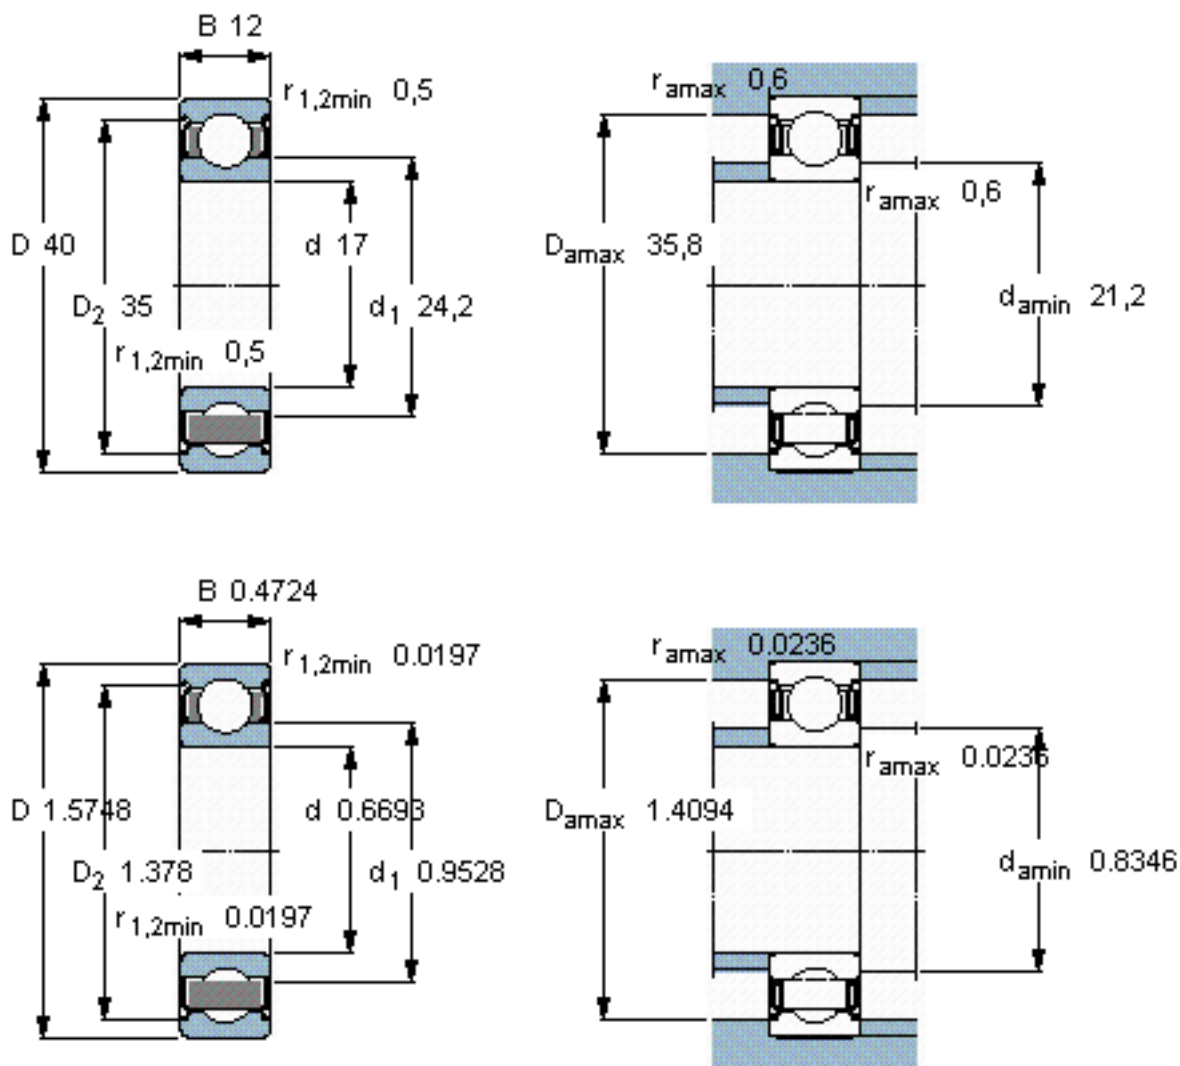 B 12
r1,2min 0,5
ramax 0,6
ramax 0,6
D 40
d 17
Damax 35,8
D2 35
d1 24,2
damin 21,2
r1,2min 0,5
B 0.4724
r1,2min 0.0197
ramax 0.0236
ramax 0.0236
D 1.5748
d 0.6693
Damax 1.4094
D2 1.378
d1 0.9528
damin 0.8346
r1,2min 0.0197